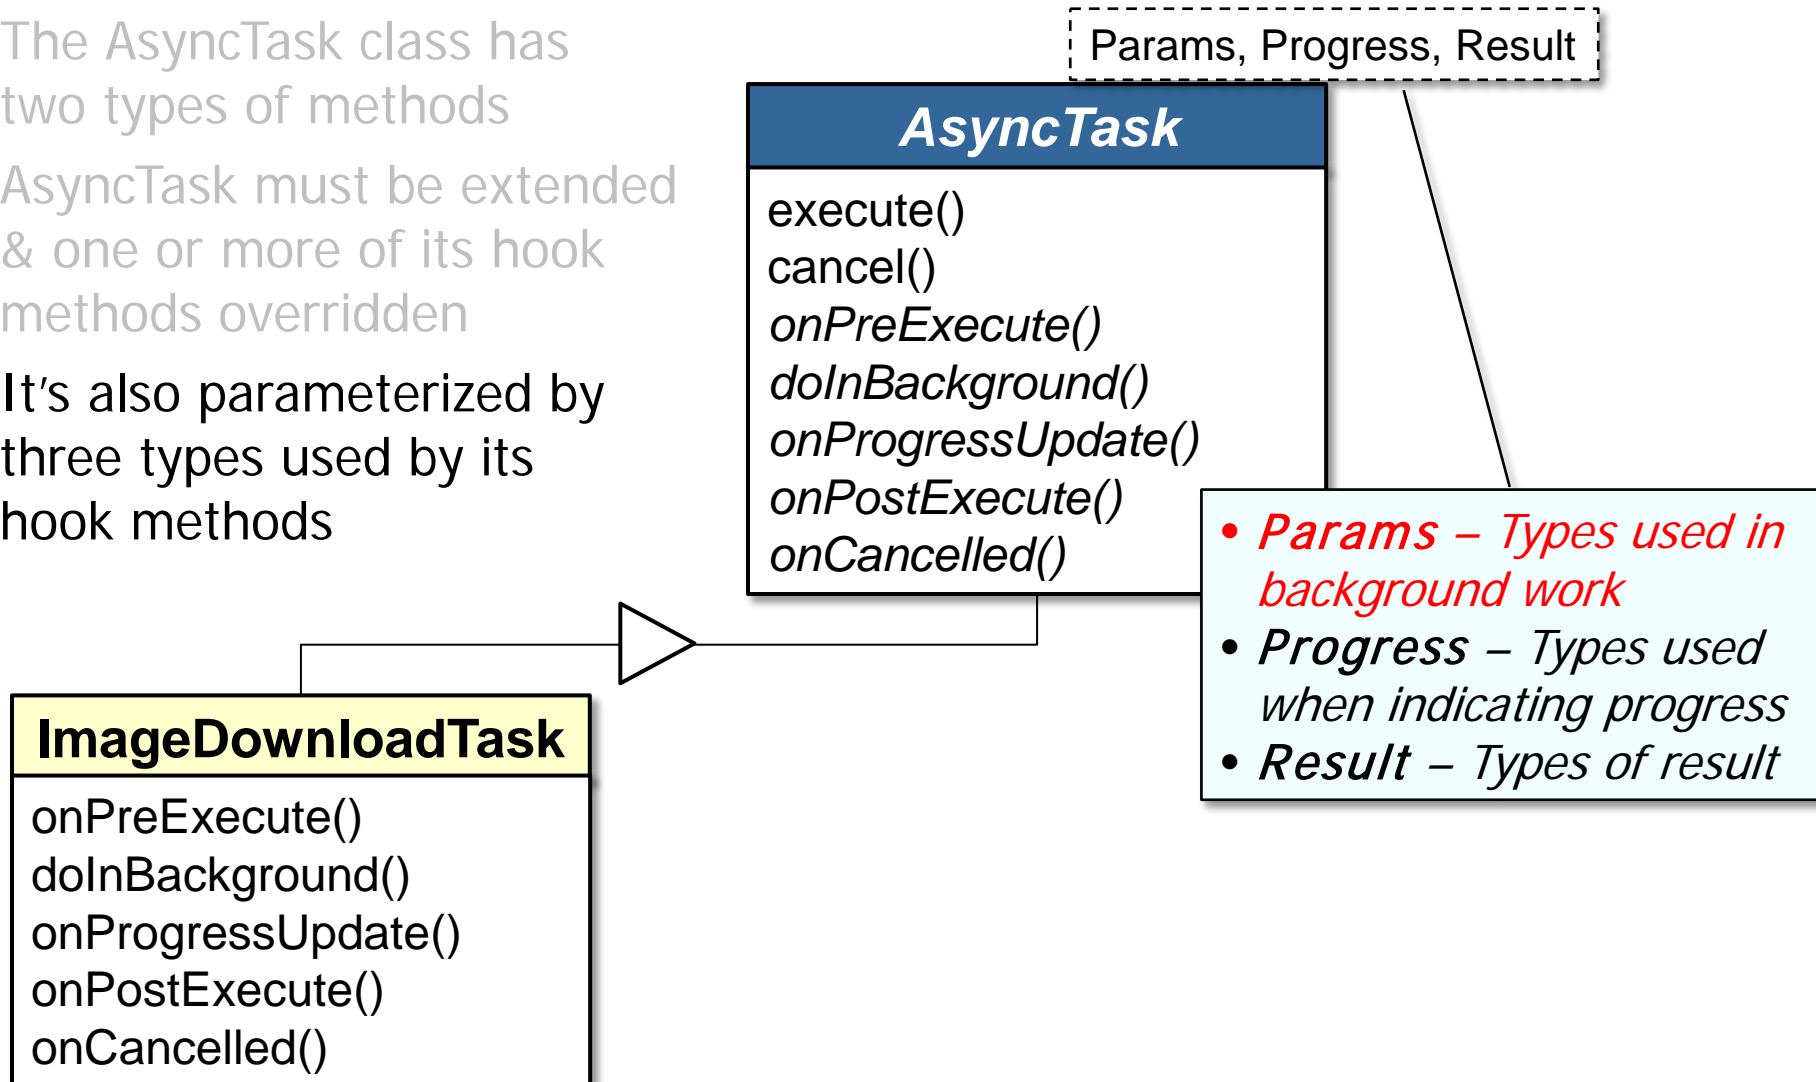 The AsyncTask class has
two types of methods
AsyncTask must be extended
& one or more of its hook
methods overridden
It's also parameterized by
three types used by its
hook methods
Params, Progress, Result
AsyncTask
execute()
cancel()
onPreExecute()
doInBackground()
onProgressUpdate()
onPostExecute()
onCancelled()
• Params – Types used in
background work
• Progress – Types used
when indicating progress
• Result – Types of result
ImageDownloadTask
onPreExecute()
doInBackground()
onProgressUpdate()
onPostExecute()
onCancelled()